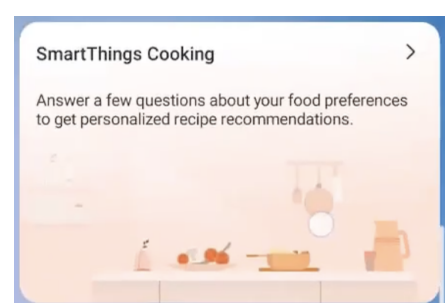 SmartThings Cooking
Answer a few questions about your food preferences
to get personalized recipe recommendations.